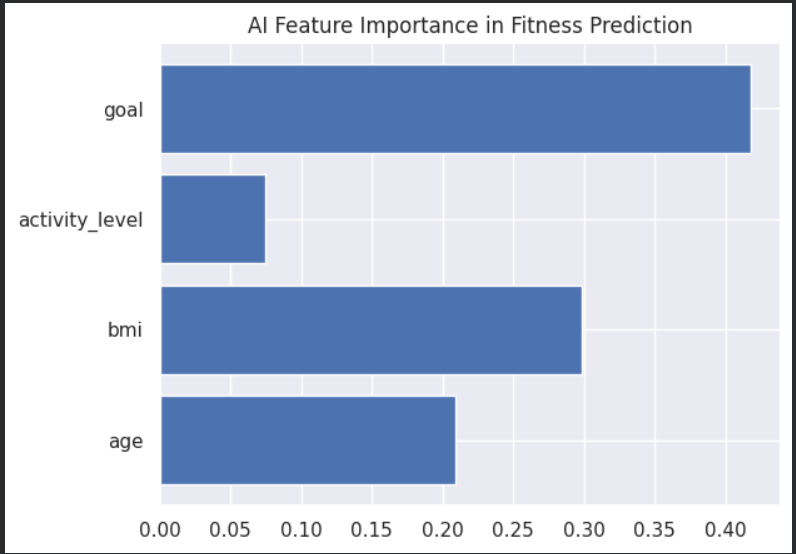 AI Feature Importance in Fitness Prediction
goal
activity_level
bmi
age
0.00 0.05 0.10 0.15 0.20 0.25 0.30 0.35 0.40